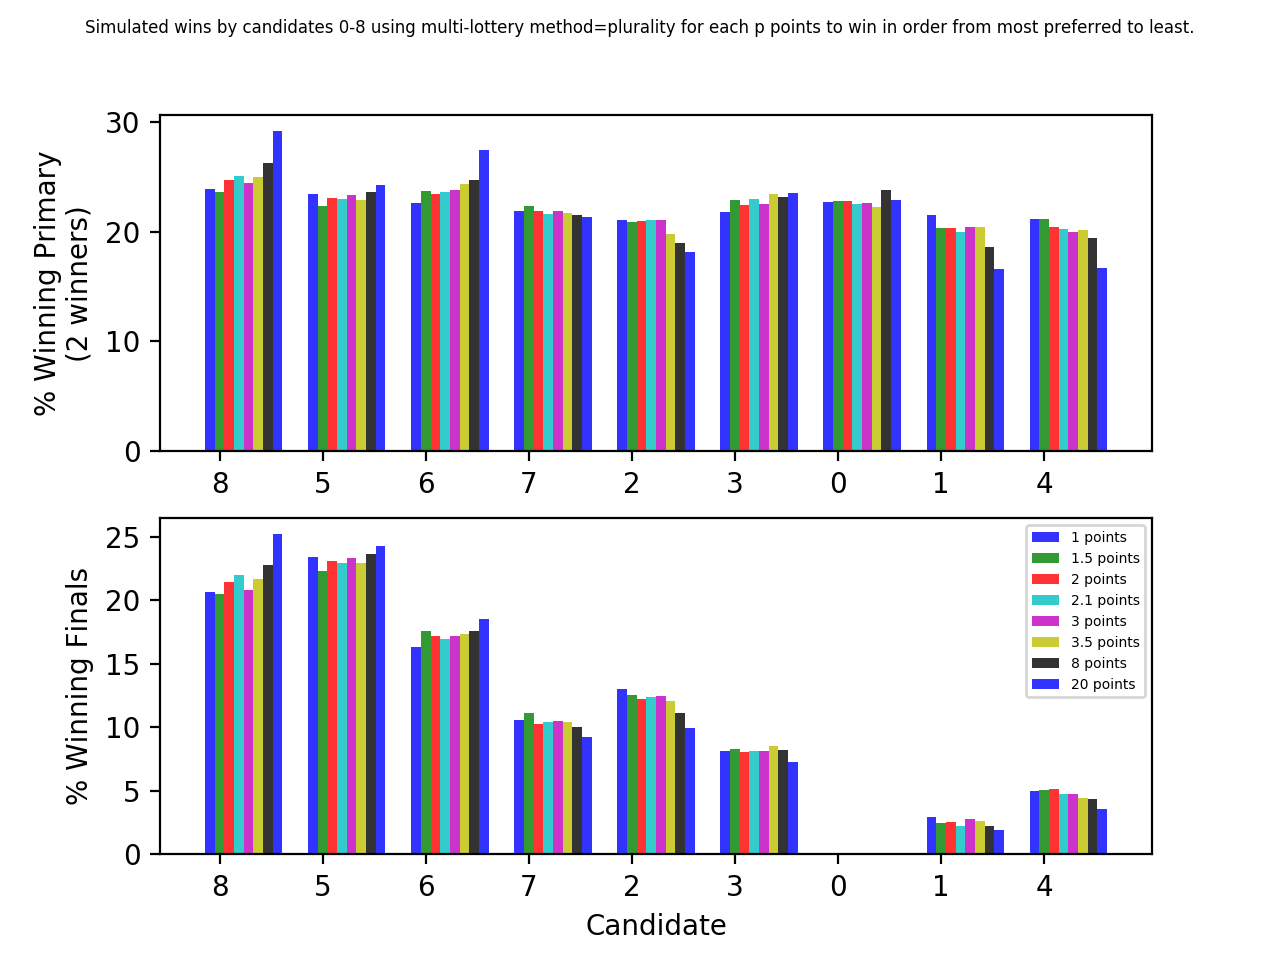 Simulated wins by candidates 0-8 using multi-lottery method=plurality for each p points to win in order from most preferred to least.
% Winning Primary
(2 winners)
30
20
10
0
8 5 6 7 2 3 0 1 4
% Winning Finals
25
20
15
10
5
0
1 points
1.5 points
2 points
2.1 points
3 points
3.5 points
8 points
20 points
8 5 6 7 2 3 0 1 4
Candidate